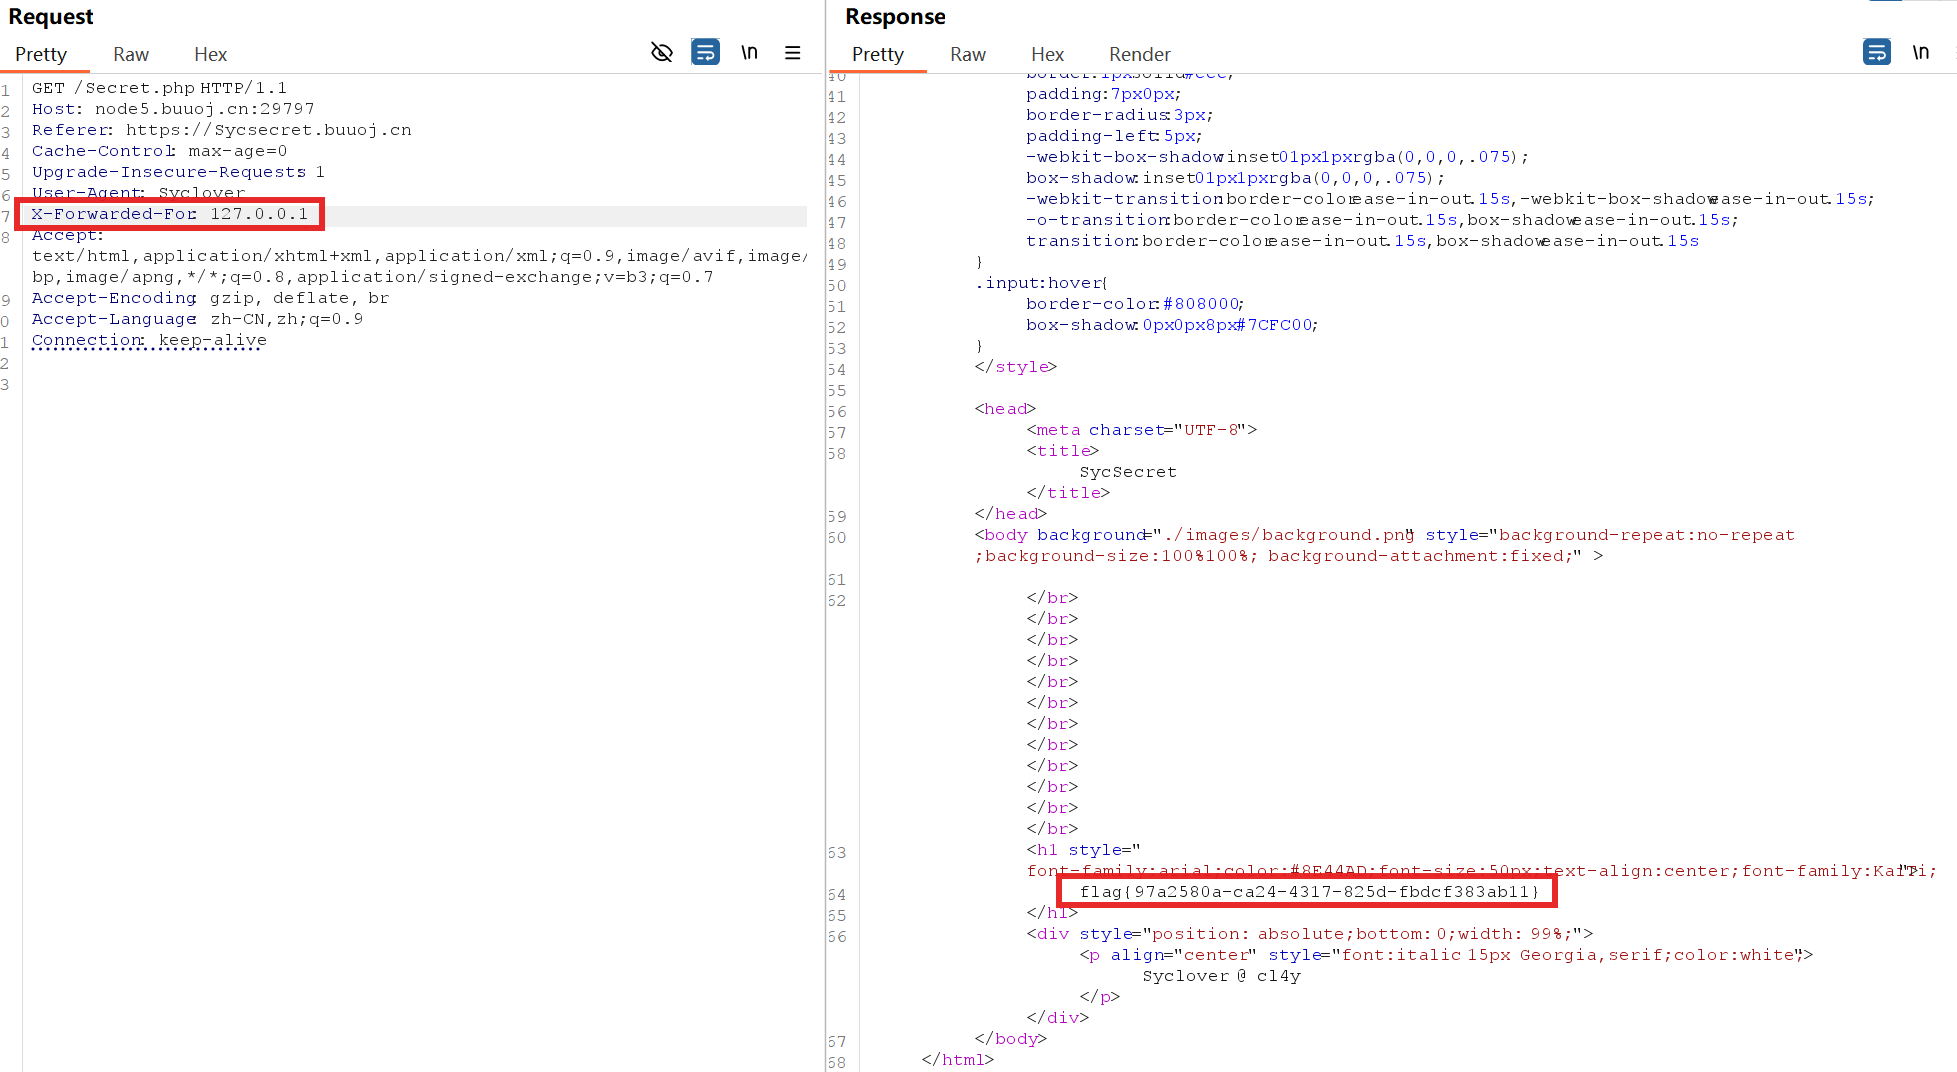 Request
Pretty Raw Hex \n
1 GET /Secret.php HTTP/1.1
2 Host: node5.buuoj.cn:29797
3 Referer: https://Sycsecret.buuoj.cn
4 Cache-Control: max-age=0
5 Upgrade-Insecure-Requests: 1
6 User-Agent: Syclover
7 X-Forwarded-For: 127.0.0.1
8 Accept:
text/html,application/xhtml+xml,application/xml;q=0.9,image/avif,image/
bp,image/apng,*/*;q=0.8,application/signed-exchange;v=b3;q=0.7
9 Accept-Encoding: gzip, deflate, br
0 Accept-Language: zh-CN,zh;q=0.9
1 Connection: keep-alive
2
3
Response
Pretty Raw Hex Render \n
40 border:1pxsolid#ccc;
41 padding:7px0px;
42 border-radius:3px;
43 padding-left:5px;
44 -webkit-box-shadow:inset01px1pxrgba(0,0,0,.075);
45 box-shadow:inset01px1pxrgba(0,0,0,.075);
46 -webkit-transition:border-colorease-in-out.15s,-webkit-box-shadowease-in-out.15s;
47 -o-transition:border-colorease-in-out.15s,box-shadowease-in-out.15s;
48 transition:border-colorease-in-out.15s,box-shadowease-in-out.15s
49 }
50 .input:hover{
51 border-color:#808000;
52 box-shadow:0px0px8px#7CFC00;
53 }
54 </style>
55
56 <head>
57 <meta charset="UTF-8">
58 <title>
SycSecret
</title>
59 </head>
60 <body background="./images/background.png" style="background-repeat:no-repeat
;background-size:100%100%; background-attachment:fixed;" >
61
62 </br>
</br>
</br>
</br>
</br>
</br>
</br>
</br>
</br>
</br>
</br>
</br>
63 <h1 style="
font-family:arial;color:#8E44AD;font-size:50px;text-align:center;font-family:KaiTi;">
64 flag{97a2580a-ca24-4317-825d-fbdcf383ab11}
65 </h1>
66 <div style="position: absolute;bottom: 0;width: 99%;">
<p align="center" style="font:italic 15px Georgia,serif;color:white;">
Syclover @ cl4y
</p>
</div>
67 </body>
68 </html>